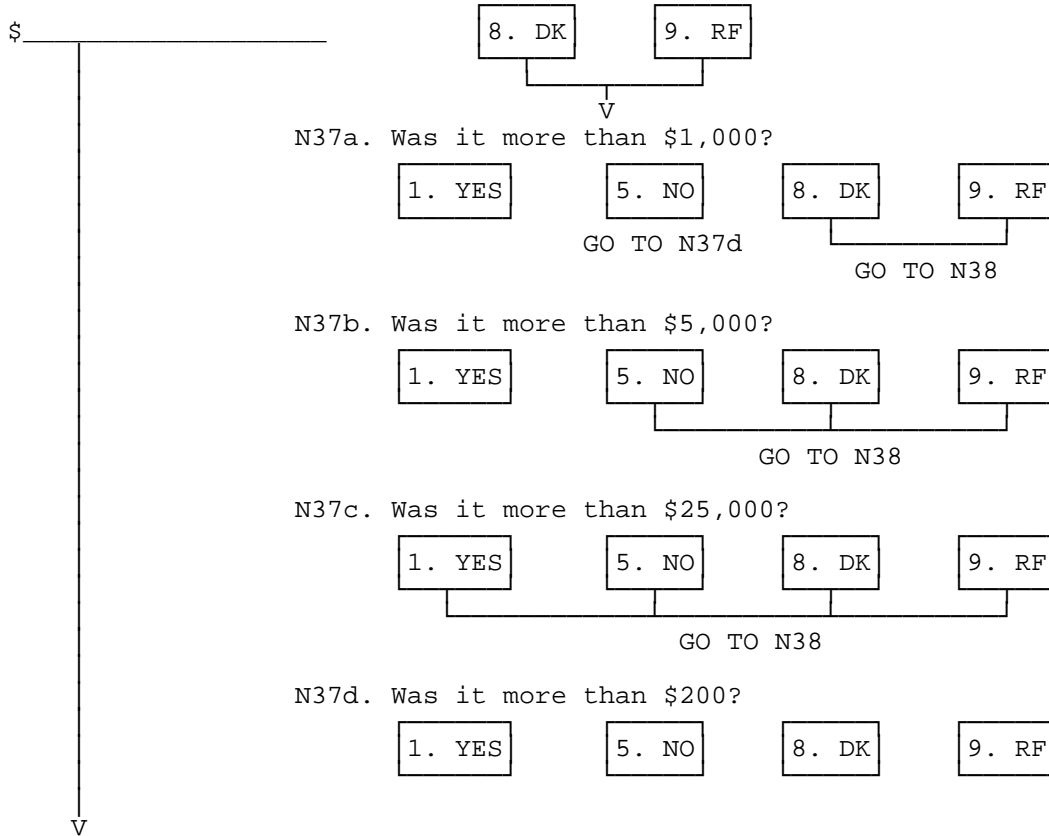 $______________________ 8. DK 9. RF
V
N37a. Was it more than $1,000?
1. YES 5. NO 8. DK 9. RF
GO TO N37d
GO TO N38
N37b. Was it more than $5,000?
1. YES 5. NO 8. DK 9. RF
GO TO N38
N37c. Was it more than $25,000?
1. YES 5. NO 8. DK 9. RF
GO TO N38
N37d. Was it more than $200?
1. YES 5. NO 8. DK 9. RF
V